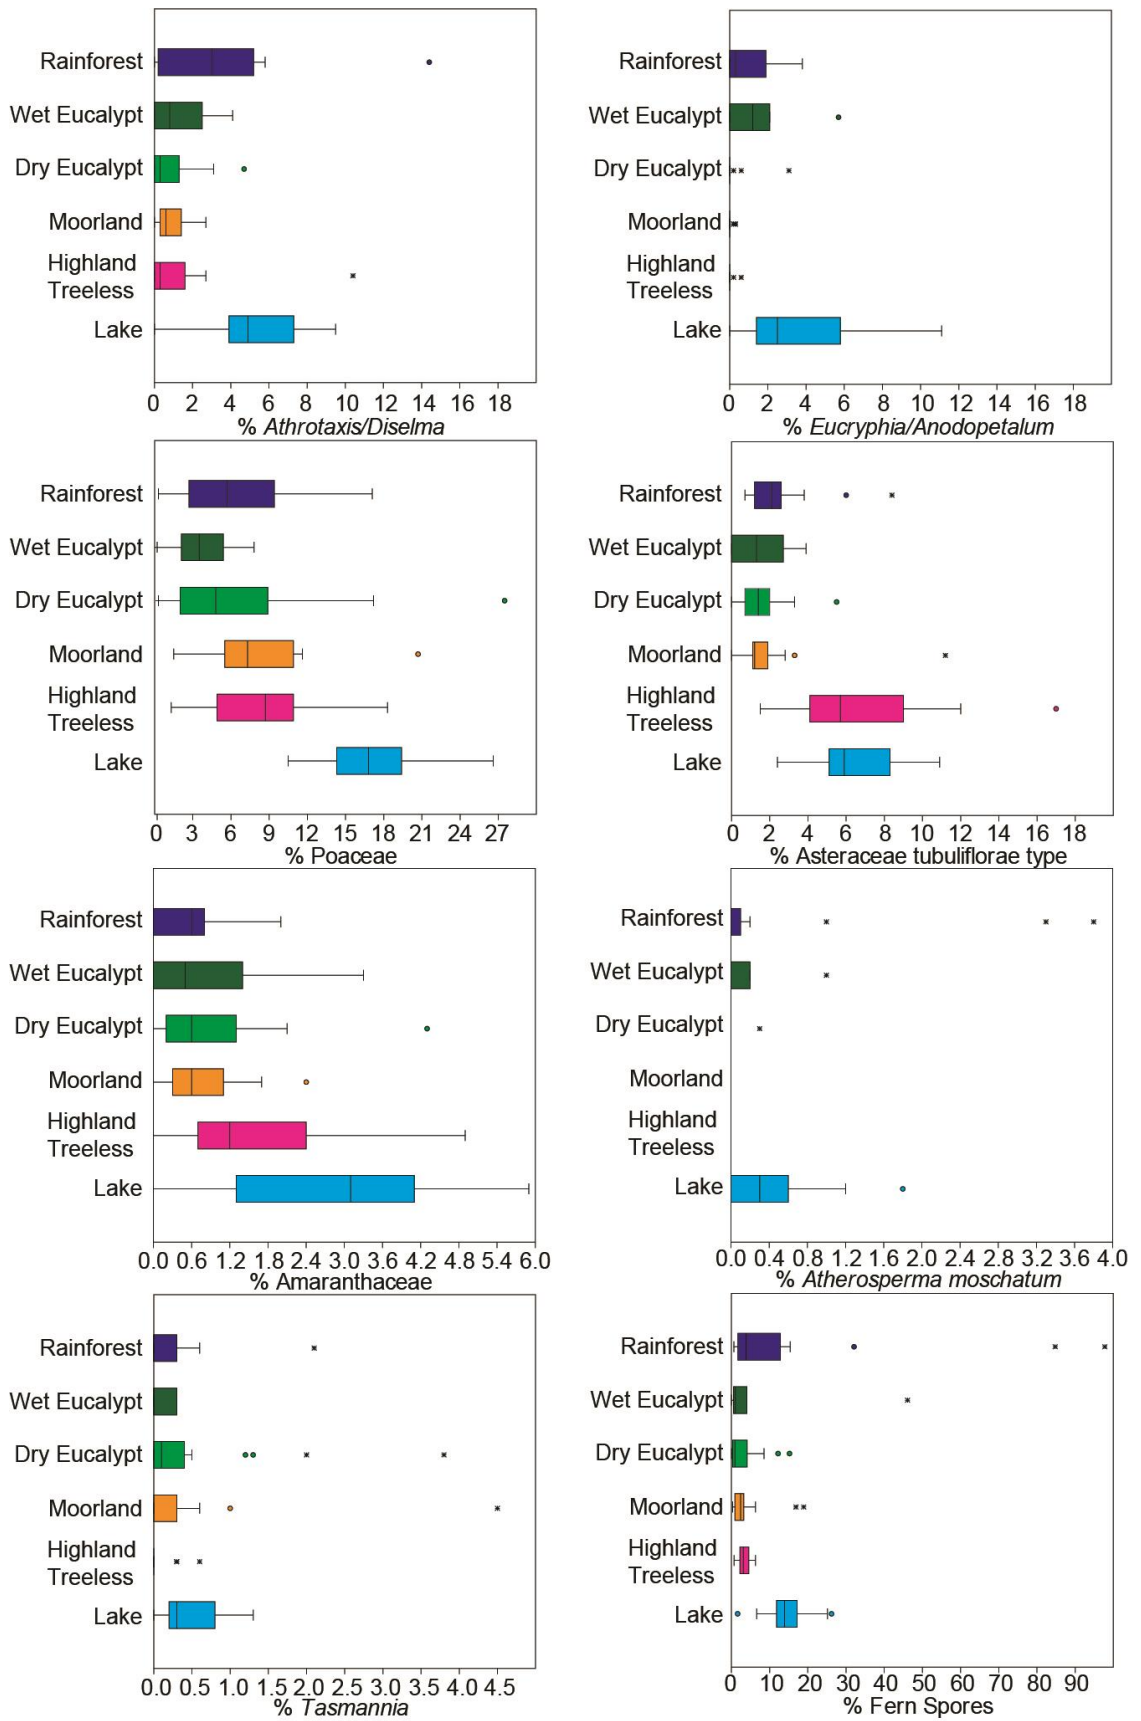 Rainforest
Wet Eucalypt
Dry Eucalypt
Moorland
Highland
Treeless
Lake
0 2 4 6 8 10 12 14 16 18
% Athrotaxis/Diselma
Rainforest
Wet Eucalypt
Dry Eucalypt
Moorland
Highland
Treeless
Lake
0 2 4 6 8 10 12 14 16 18
% Eucryphia/Anodopetalum
Rainforest
Wet Eucalypt
Dry Eucalypt
Moorland
Highland
Treeless
Lake
0 3 6 9 12 15 18 21 24 27
% Poaceae
Rainforest
Wet Eucalypt
Dry Eucalypt
Moorland
Highland
Treeless
Lake
0 2 4 6 8 10 12 14 16 18
% Asteraceae tubuliflorae type
Rainforest
Wet Eucalypt
Dry Eucalypt
Moorland
Highland
Treeless
Lake
0.0 0.6 1.2 1.8 2.4 3.0 3.6 4.2 4.8 5.4 6.0
% Amaranthaceae
Rainforest
Wet Eucalypt
Dry Eucalypt
Moorland
Highland
Treeless
Lake
0.0 0.4 0.8 1.2 1.6 2.0 2.4 2.8 3.2 3.6 4.0
% Atherosperma moschatum
Rainforest
Wet Eucalypt
Dry Eucalypt
Moorland
Highland
Treeless
Lake
0.0 0.5 1.0 1.5 2.0 2.5 3.0 3.5 4.0 4.5
% Tasmannia
Rainforest
Wet Eucalypt
Dry Eucalypt
Moorland
Highland
Treeless
Lake
0 10 20 30 40 50 60 70 80 90
% Fern Spores